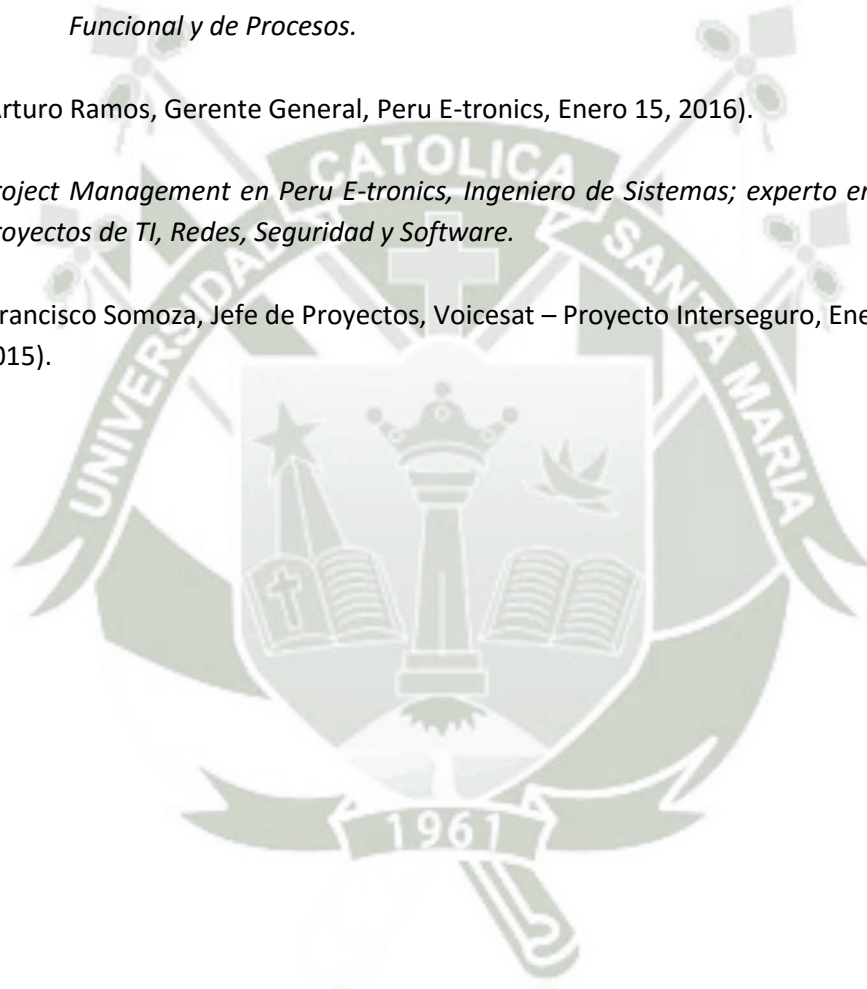 Funcional y de Procesos.
Arturo Ramos, Gerente General, Peru E-tronics, Enero 15, 2016).
roject Management en Peru E-tronics, Ingeniero de Sistemas; experto en
royectos de TI, Redes, Seguridad y Software.
rancisco Somoza, Jefe de Proyectos, Voicesat – Proyecto Interseguro, Ene
015).
UNIVERSIDAD CATOLICA SANTA MARIA
1961